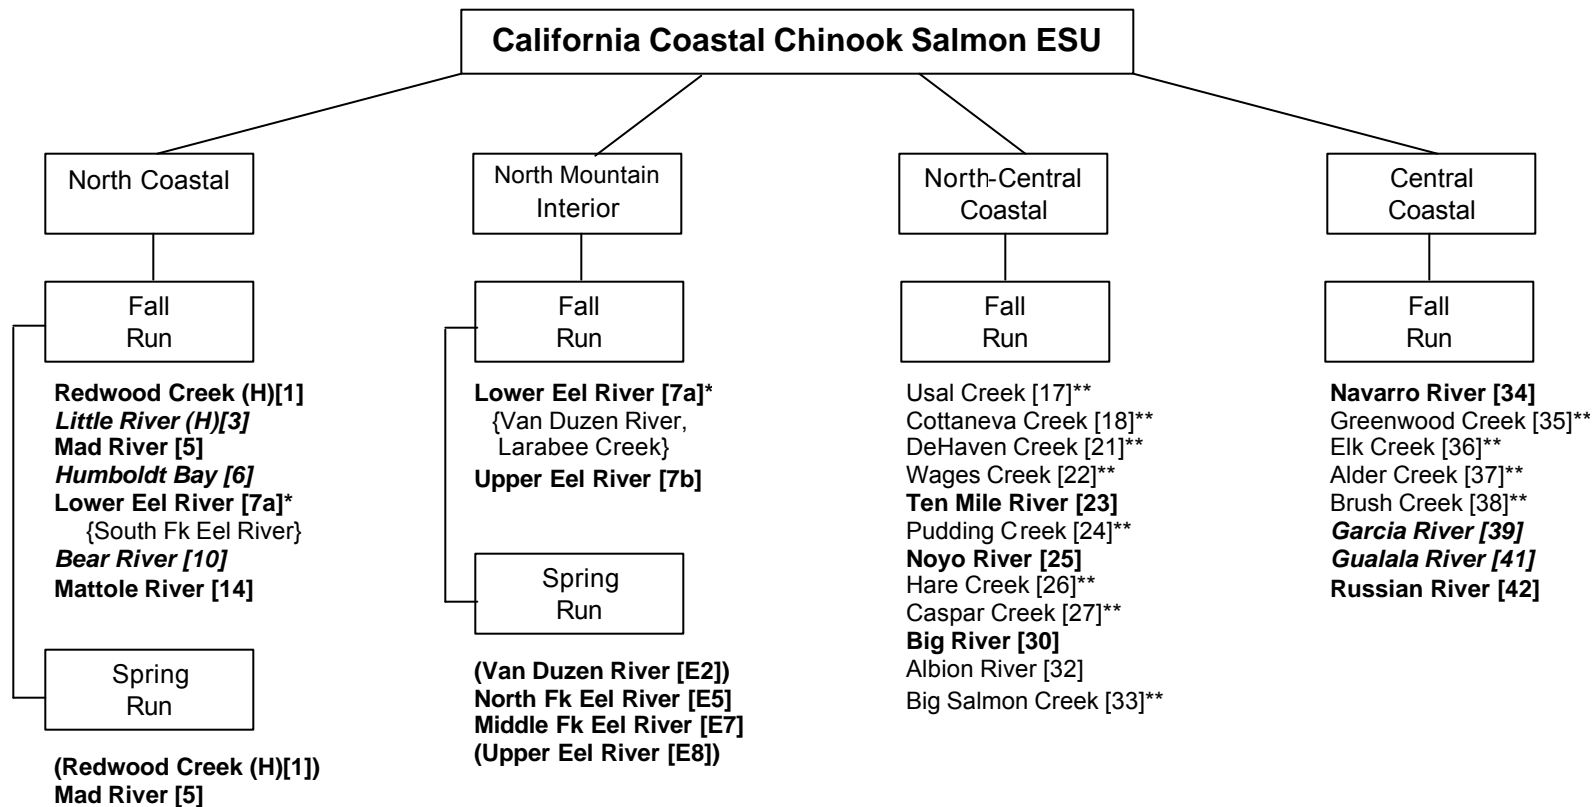 California Coastal Chinook Salmon ESU
North Coastal
Fall
Run
Redwood Creek (H)[1]
Little River (H)[3]
Mad River [5]
Humboldt Bay [6]
Lower Eel River [7a]*
{South Fk Eel River}
Bear River [10]
Mattole River [14]
Spring
Run
(Redwood Creek (H)[1])
Mad River [5]
North Mountain
Interior
Fall
Run
Lower Eel River [7a]*
{Van Duzen River,
Larabee Creek}
Upper Eel River [7b]
Spring
Run
(Van Duzen River [E2])
North Fk Eel River [E5]
Middle Fk Eel River [E7]
(Upper Eel River [E8])
North-Central
Coastal
Fall
Run
Usal Creek [17]**
Cottaneva Creek [18]**
DeHaven Creek [21]**
Wages Creek [22]**
Ten Mile River [23]
Pudding Creek [24]**
Noyo River [25]
Hare Creek [26]**
Caspar Creek [27]**
Big River [30]
Albion River [32]
Big Salmon Creek [33]**
Central
Coastal
Fall
Run
Navarro River [34]
Greenwood Creek [35]**
Elk Creek [36]**
Alder Creek [37]**
Brush Creek [38]**
Garcia River [39]
Gualala River [41]
Russian River [42]